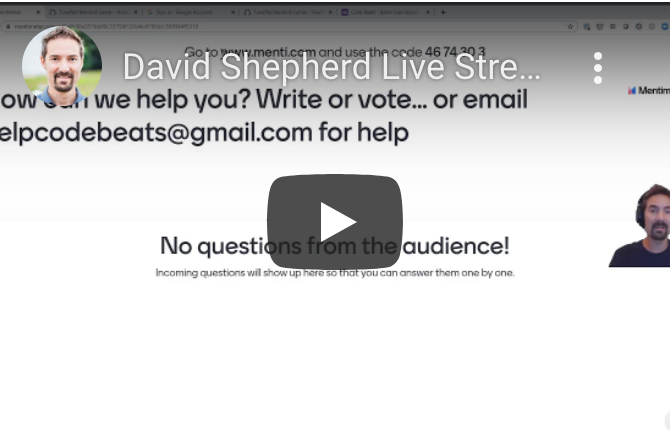 Go to www.menti.com and use the code 46 74 30 3
David Shepherd Live Stre...
ow can we help you? Write or vote... or email
elpcodebeats@gmail.com for help
Mentim
No questions from the audience!
Incoming questions will show up here so that you can answer them one by one.